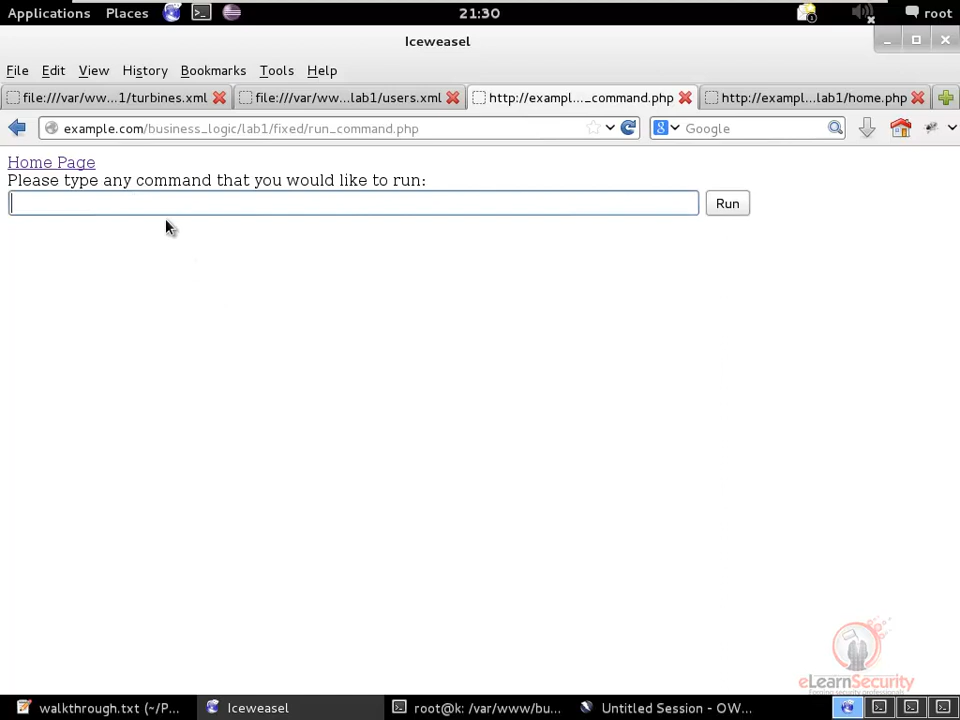 Applications Places 21:30 root
Iceweasel
File Edit View History Bookmarks Tools Help
file:///var/ww...1/turbines.xml file:///var/ww...lab1/users.xml http://exampl..._command.php http://exampl...lab1/home.php
example.com/business_logic/lab1/fixed/run_command.php Google
Home Page
Please type any command that you would like to run:
Run
eLearnSecurity
Forging security professionals
walkthrough.txt (~/P... Iceweasel root@k: /var/www/bu... Untitled Session - OW...